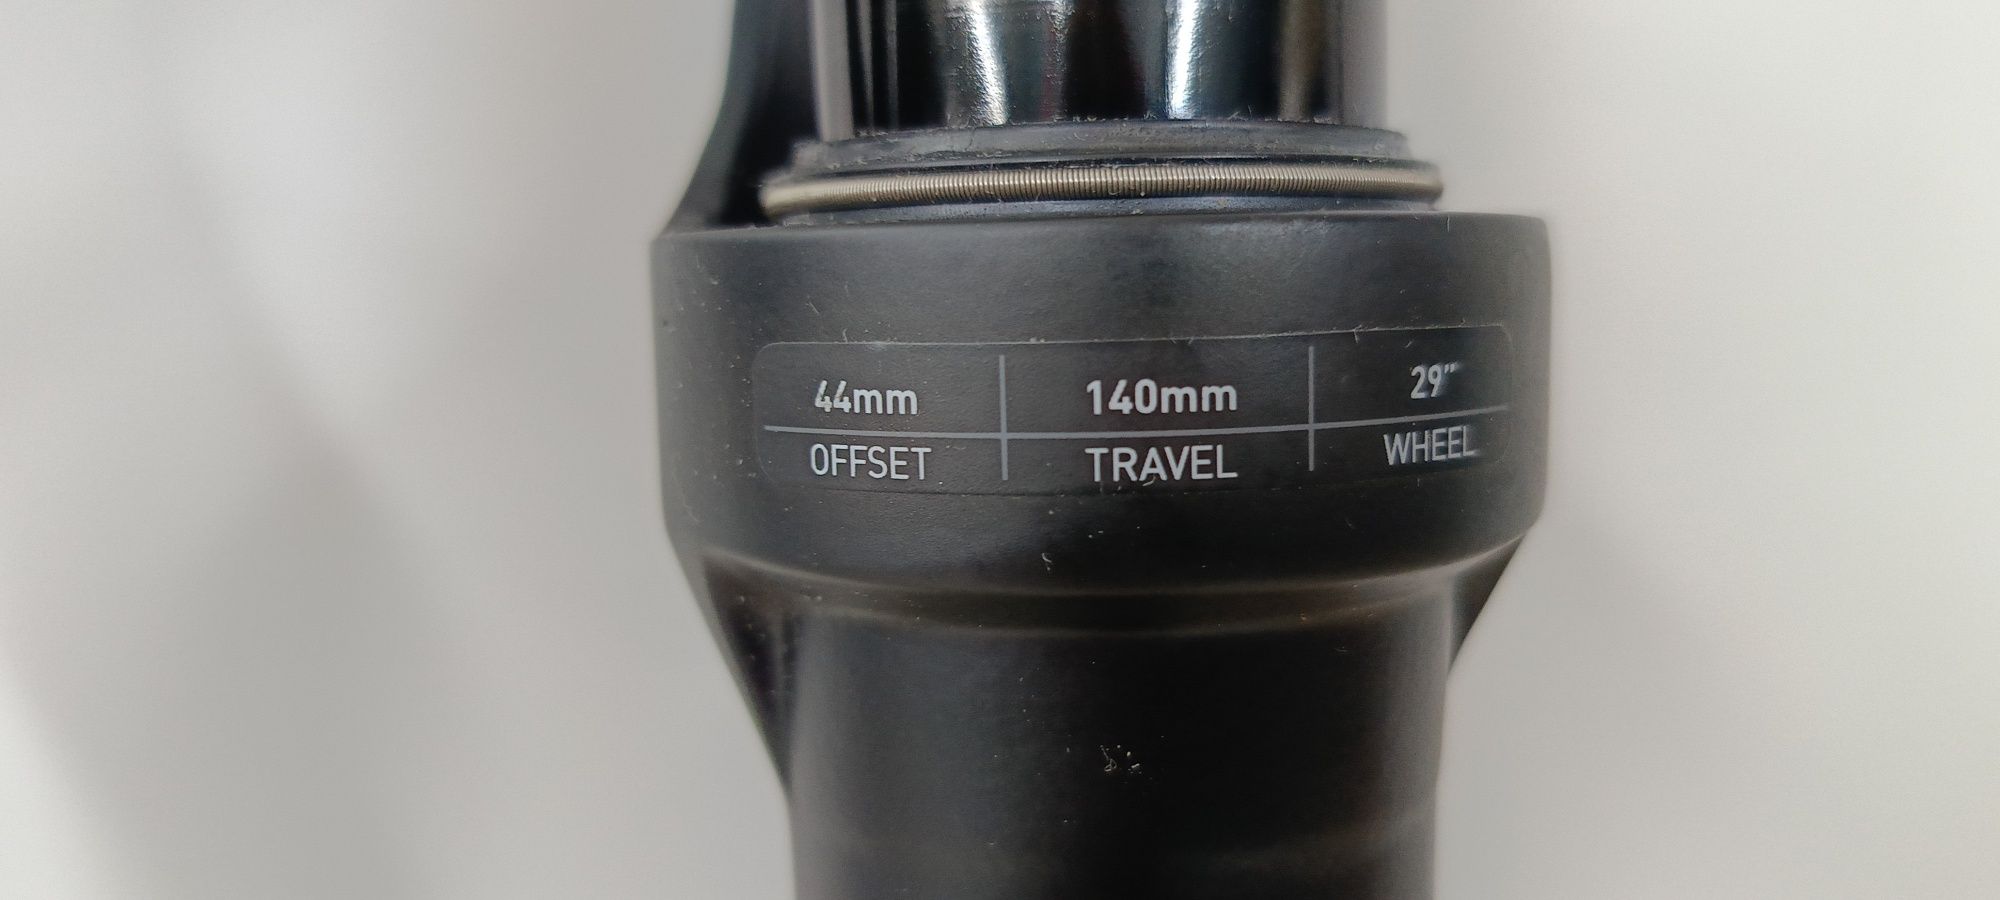 44mm 140mm 29"
OFFSET TRAVEL WHEEL